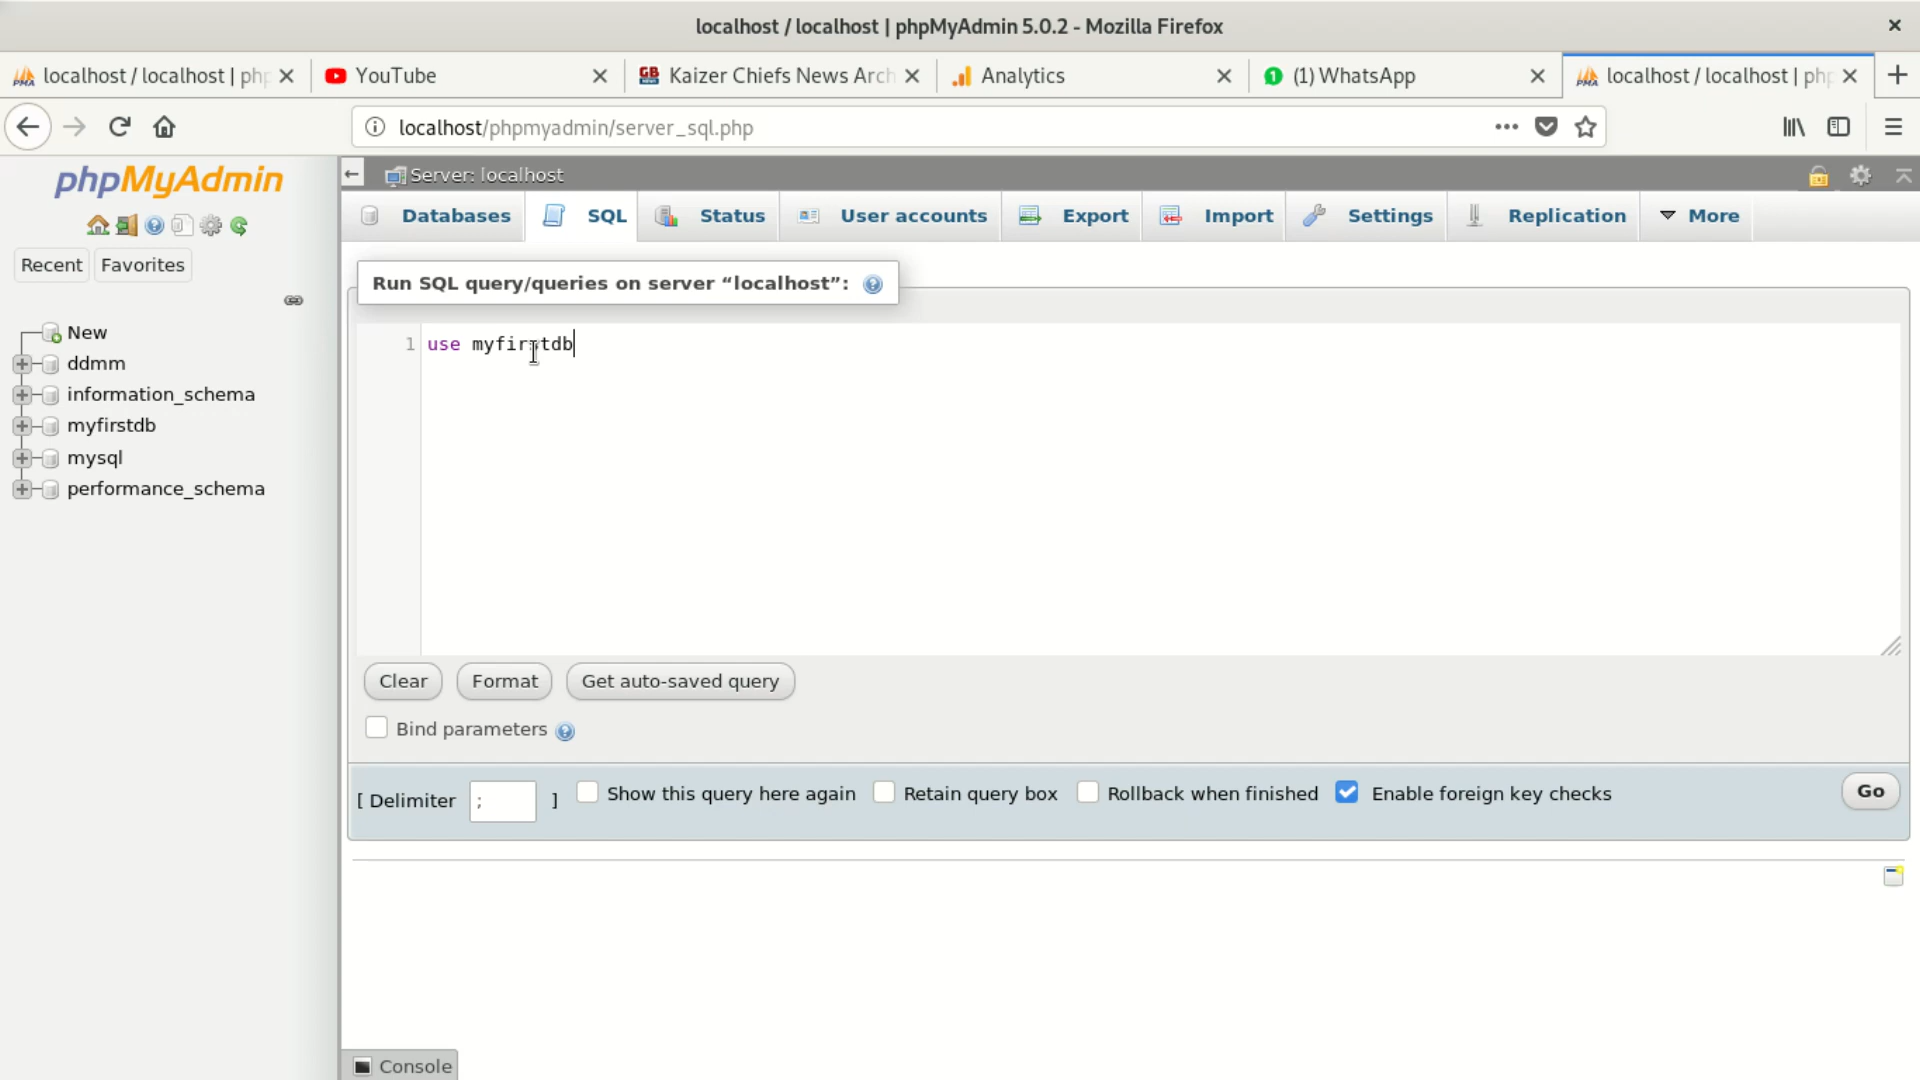 localhost / localhost | phpMyAdmin 5.0.2 - Mozilla Firefox
localhost / localhost | php
YouTube
Kaizer Chiefs News Arch
Analytics
(1) WhatsApp
localhost / localhost | php
localhost/phpmyadmin/server_sql.php
phpMyAdmin
Server: localhost
Databases
SQL
Status
User accounts
Export
Import
Settings
Replication
More
Recent
Favorites
New
ddmm
information_schema
myfirstdb
mysql
performance_schema
Run SQL query/queries on server “localhost”:
1 use myfirstdb
Clear
Format
Get auto-saved query
Bind parameters
[ Delimiter ; ]
Show this query here again
Retain query box
Rollback when finished
Enable foreign key checks
Go
Console